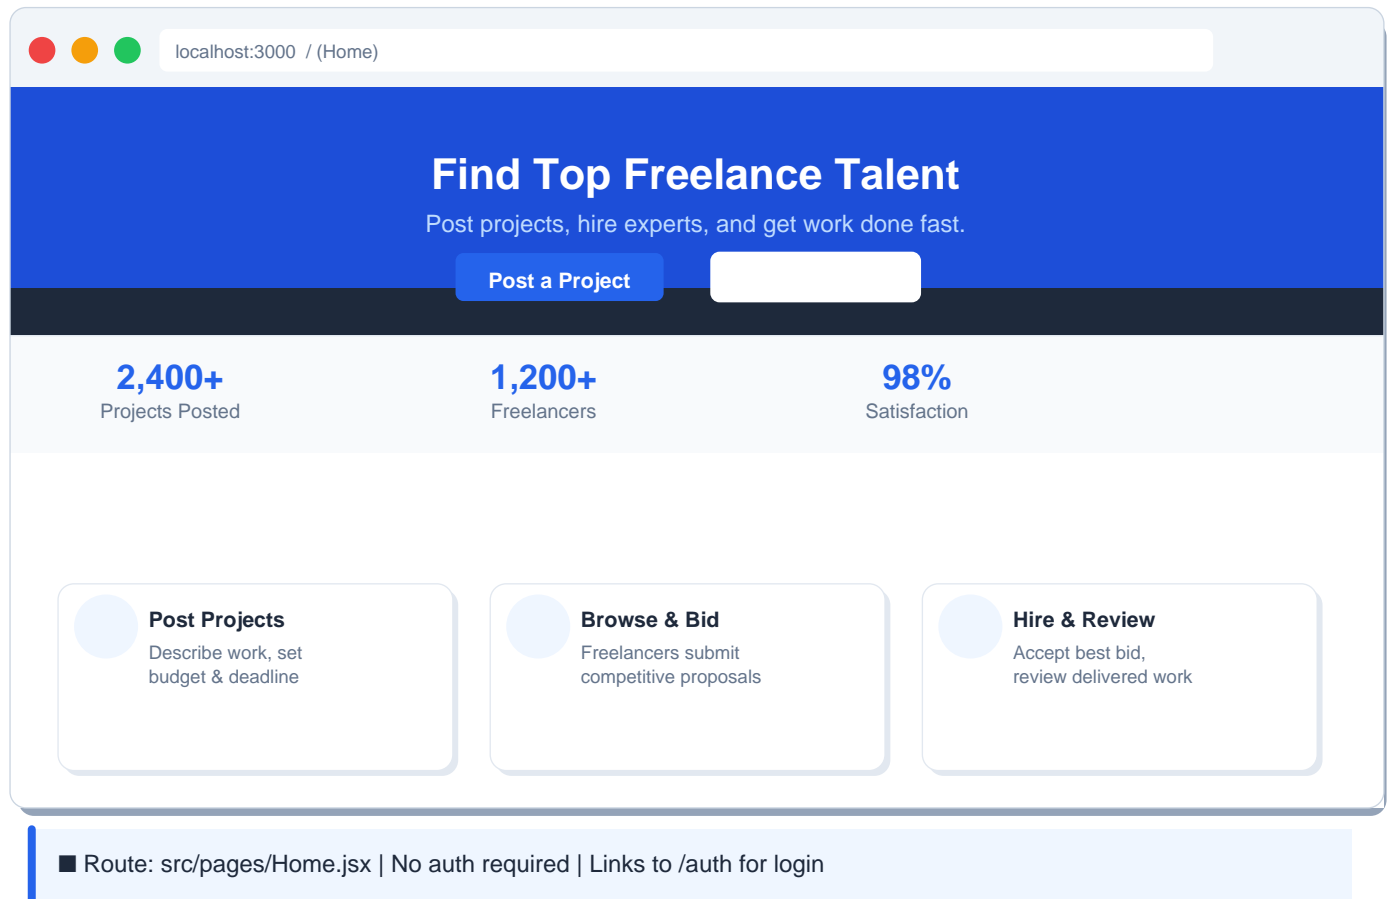 localhost:3000 / (Home)
Find Top Freelance Talent
Post projects, hire experts, and get work done fast.
Post a Project
2,400+
Projects Posted
1,200+
Freelancers
98%
Satisfaction
Post Projects
Describe work, set
budget & deadline
Browse & Bid
Freelancers submit
competitive proposals
Hire & Review
Accept best bid,
review delivered work
■ Route: src/pages/Home.jsx | No auth required | Links to /auth for login